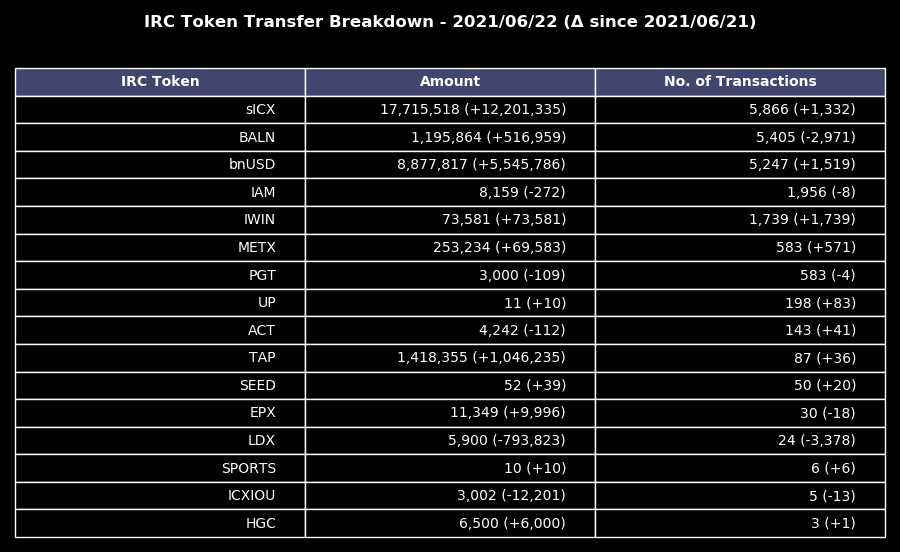 IRC Token Transfer Breakdown - 2021/06/22 (Δ since 2021/06/21)
IRC Token Amount No. of Transactions
sICX 17,715,518 (+12,201,335) 5,866 (+1,332)
BALN 1,195,864 (+516,959) 5,405 (-2,971)
bnUSD 8,877,817 (+5,545,786) 5,247 (+1,519)
IAM 8,159 (-272) 1,956 (-8)
IWIN 73,581 (+73,581) 1,739 (+1,739)
METX 253,234 (+69,583) 583 (+571)
PGT 3,000 (-109) 583 (-4)
UP 11 (+10) 198 (+83)
ACT 4,242 (-112) 143 (+41)
TAP 1,418,355 (+1,046,235) 87 (+36)
SEED 52 (+39) 50 (+20)
EPX 11,349 (+9,996) 30 (-18)
LDX 5,900 (-793,823) 24 (-3,378)
SPORTS 10 (+10) 6 (+6)
ICXIOU 3,002 (-12,201) 5 (-13)
HGC 6,500 (+6,000) 3 (+1)